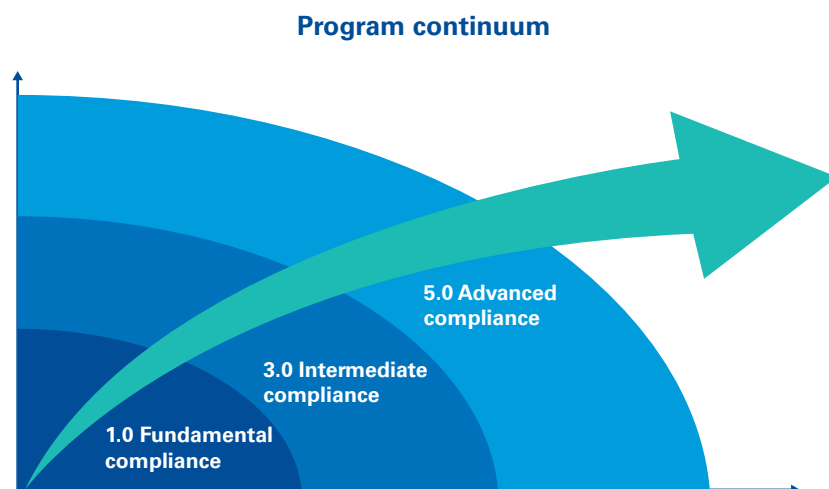 Program continuum
5.0 Advanced
compliance
3.0 Intermediate
compliance
1.0 Fundamental
compliance